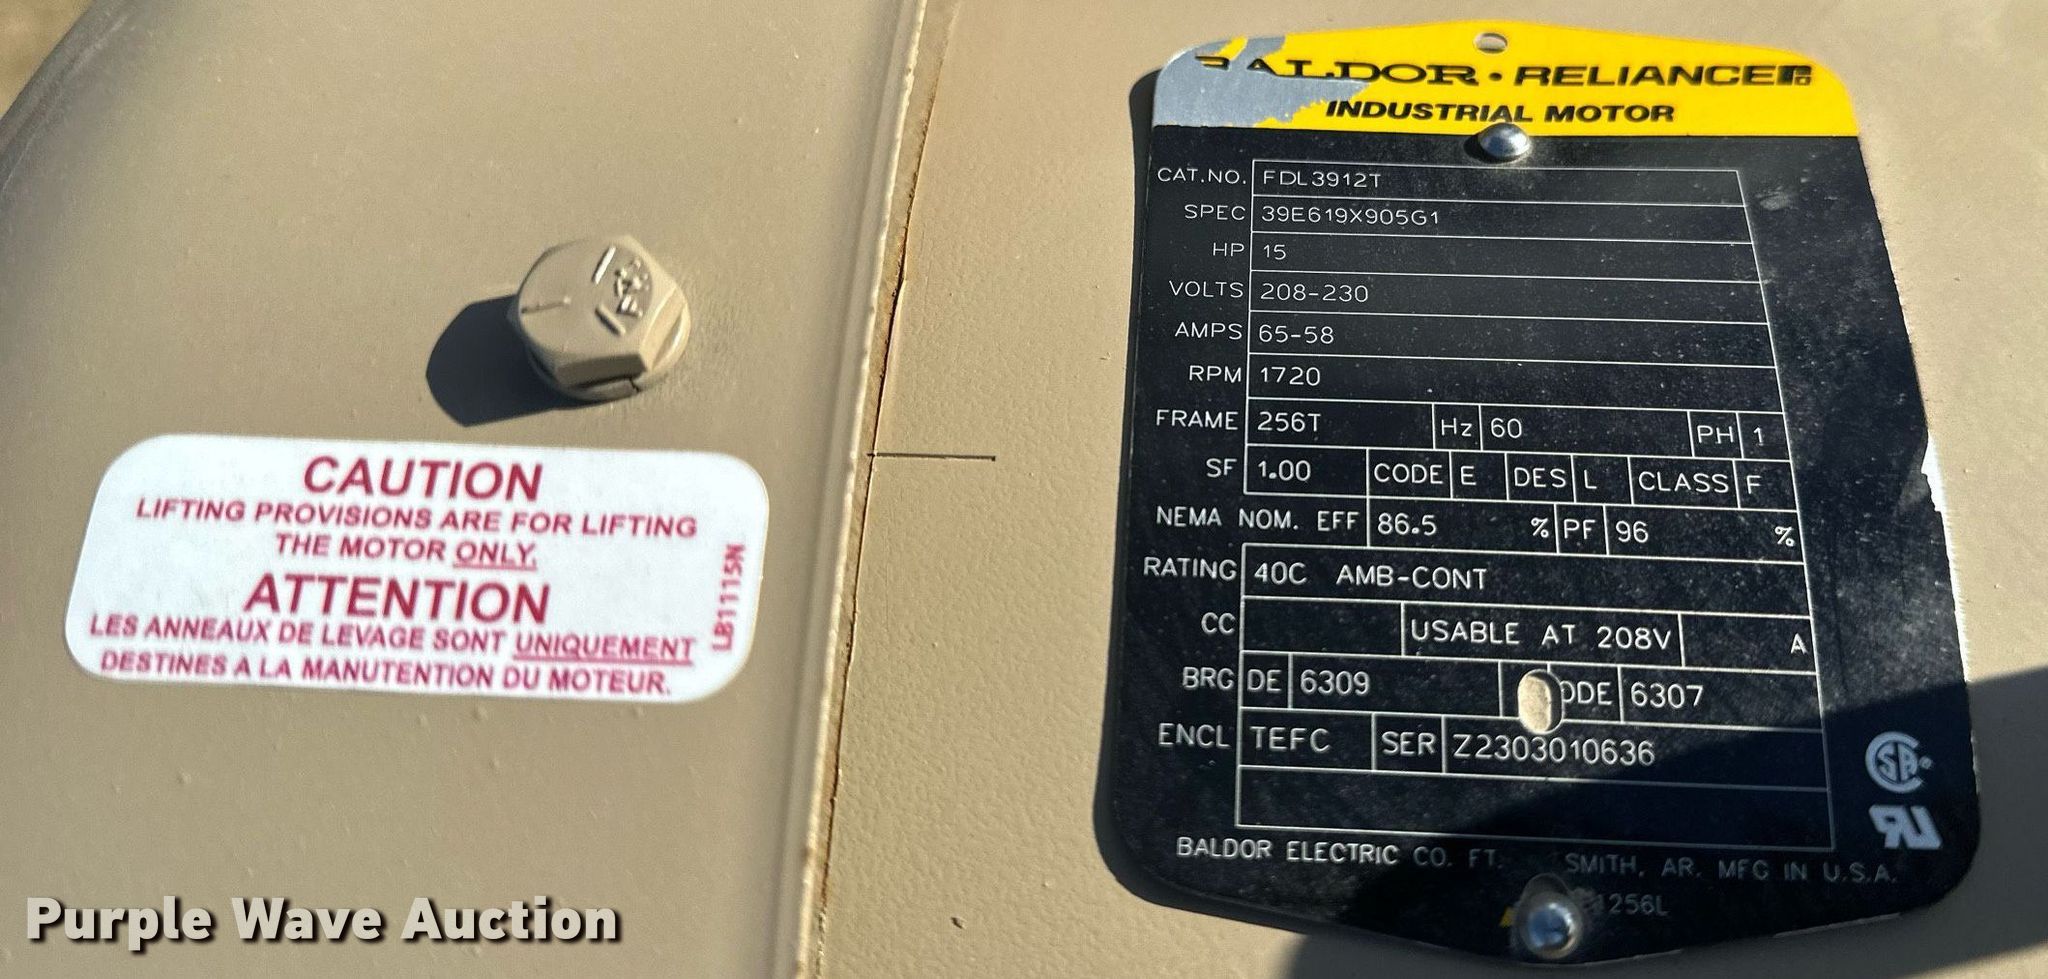 CAUTION
LIFTING PROVISIONS ARE FOR LIFTING
THE MOTOR ONLY.
ATTENTION
LES ANNEAUX DE LEVAGE SONT UNIQUEMENT
DESTINES A LA MANUTENTION DU MOTEUR.
LB1115N
BALDOR • RELIANCER
INDUSTRIAL MOTOR
CAT.NO. FDL3912T
SPEC 39E619X905G1
HP 15
VOLTS 208-230
AMPS 65-58
RPM 1720
FRAME 256T Hz 60 PH 1
SF 1.00 CODE E DES L CLASS F
NEMA NOM. EFF 86.5 % PF 96 %
RATING 40C AMB-CONT
CC USABLE AT 208V A
BRG DE 6309 ODE 6307
ENCL TEFC SER Z2303010636
BALDOR ELECTRIC CO. FT. SMITH, AR. MFG IN U.S.A.
1256L
Purple Wave Auction